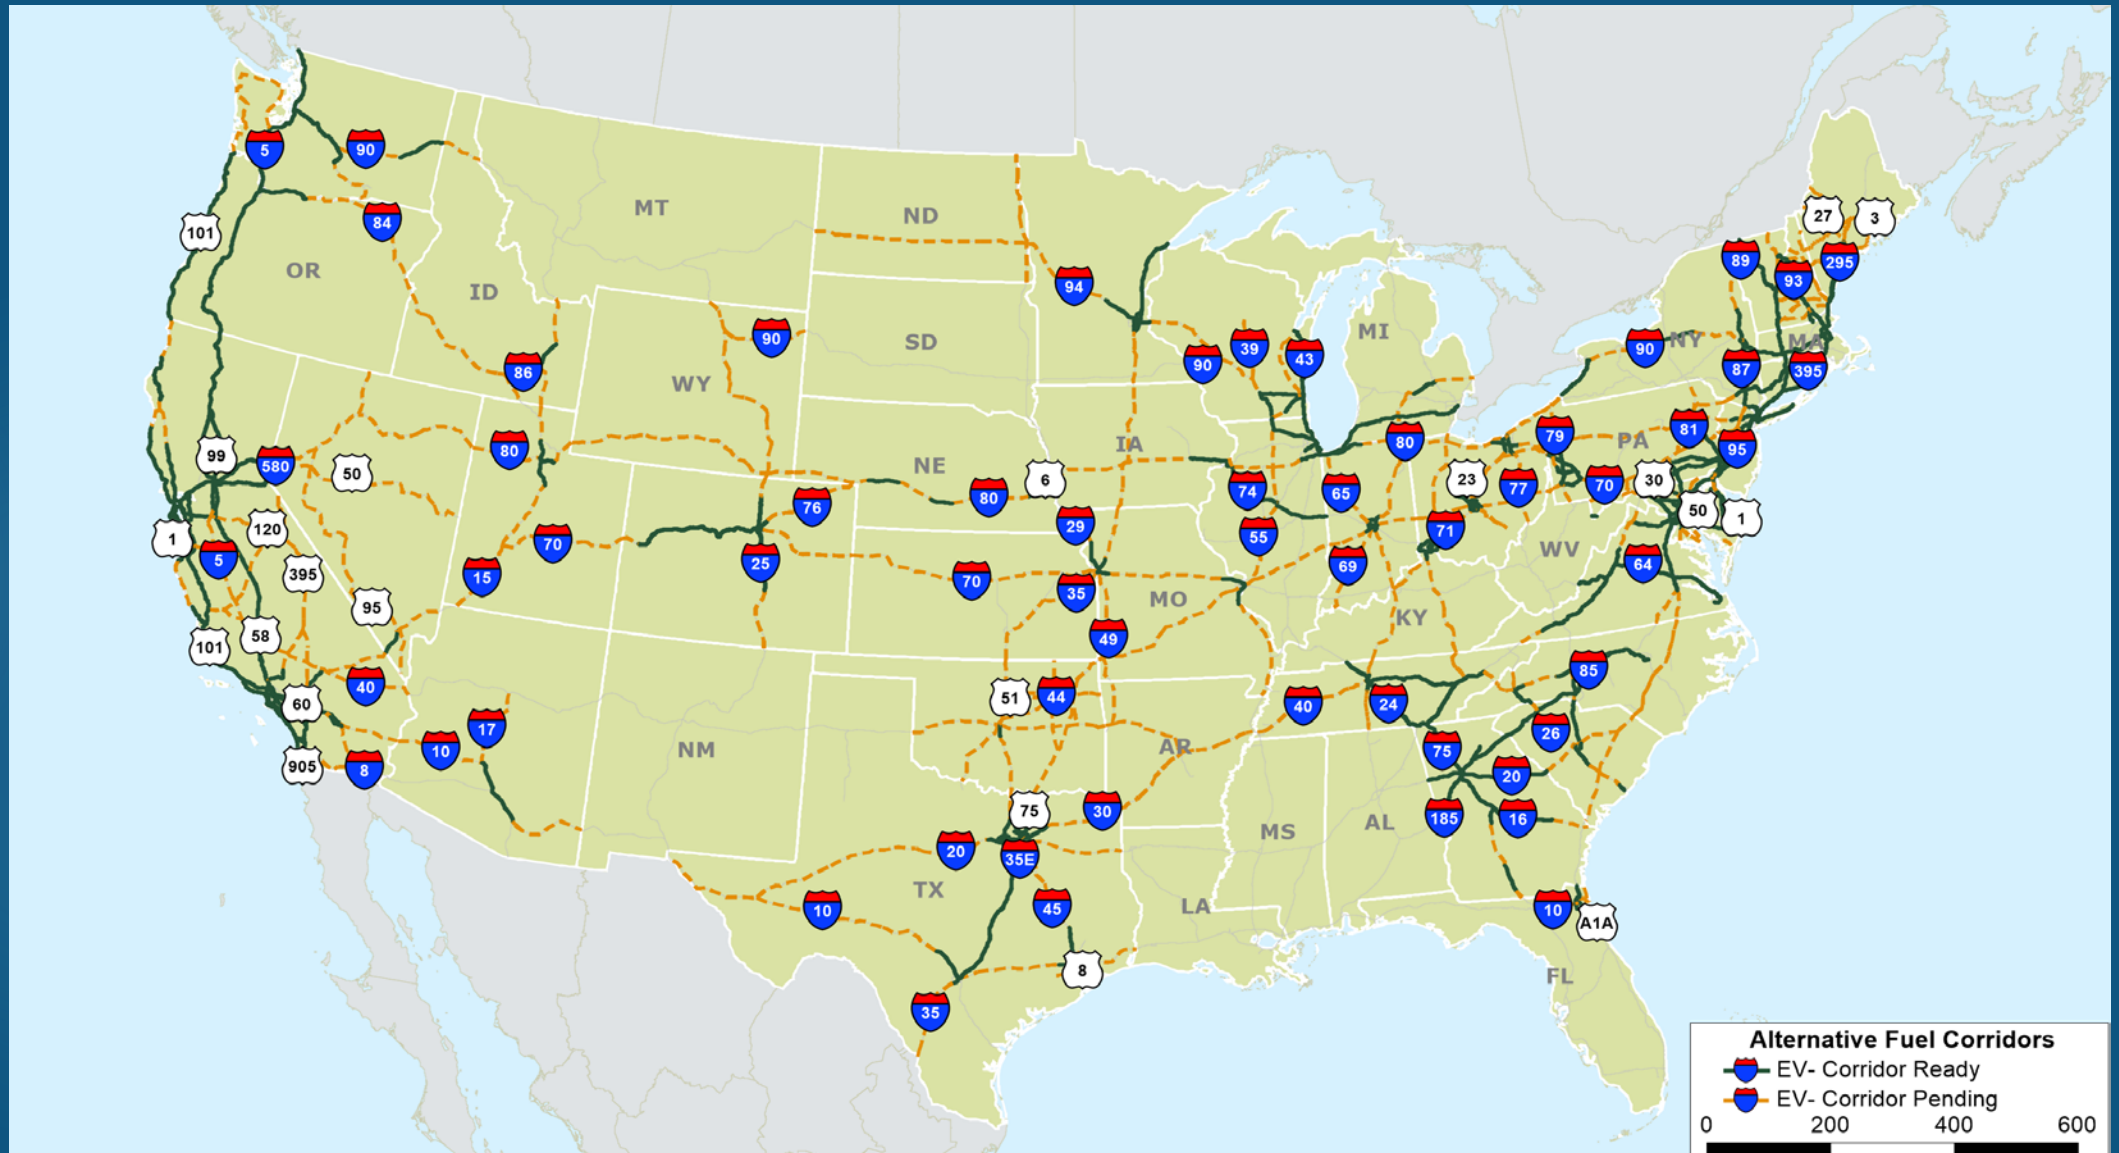 5
90
101
84
OR
ID
MT
ND
27
3
89
93
295
94
90
SD
WY
MI
90
39
43
90
NY
MA
87
395
86
99
580
80
50
NE
IA
6
80
79
81
PA
95
76
80
29
74
65
23
77
70
30
50
1
1
120
5
395
70
15
25
70
35
MO
55
69
71
WV
64
95
58
101
49
KY
85
40
60
17
10
905
8
NM
51
44
AR
40
24
75
26
20
75
30
20
35E
MS
AL
185
16
10
TX
45
LA
10
A1A
8
FL
35
Alternative Fuel Corridors
EV- Corridor Ready
EV- Corridor Pending
0 200 400 600